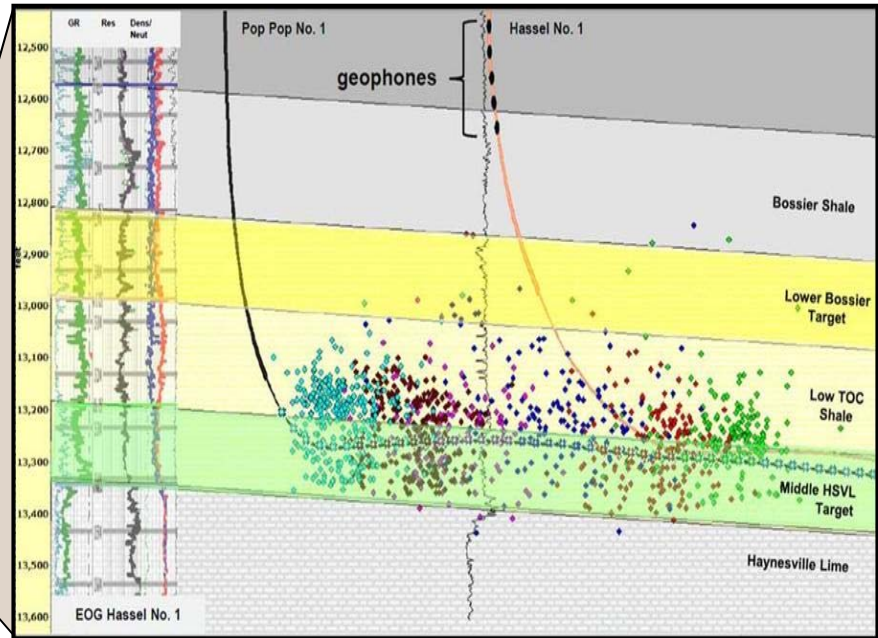 GR
Res
Dens/
Neut
Pop Pop No. 1
Hassel No. 1
geophones
12,500
12,600
12,700
12,800
feet
12,900
13,000
13,100
13,200
13,300
13,400
13,500
13,600
Bossier Shale
Lower Bossier
Target
Low TOC
Shale
Middle HSVL
Target
Haynesville Lime
EOG Hassel No. 1